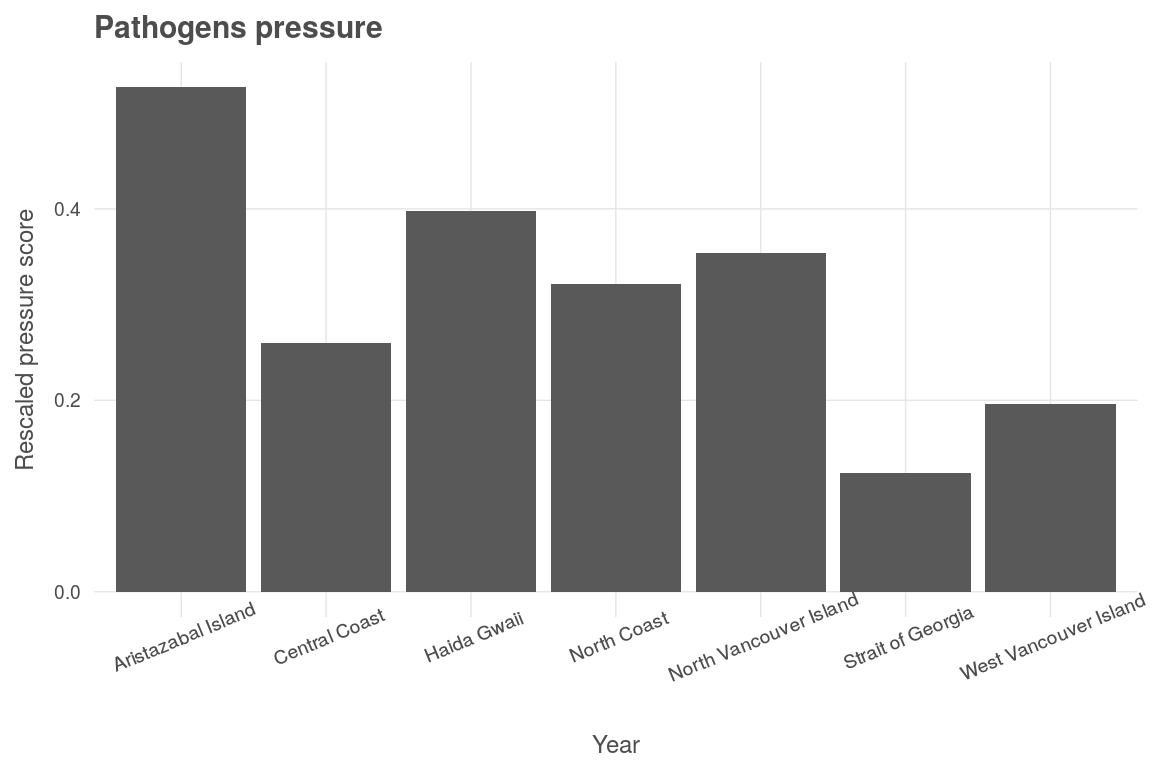 Pathogens pressure
Rescaled pressure score
0.4
0.2
0.0
Aristazabal Island
Central Coast
Haida Gwaii
North Coast
North Vancouver Island
Strait of Georgia
West Vancouver Island
Year